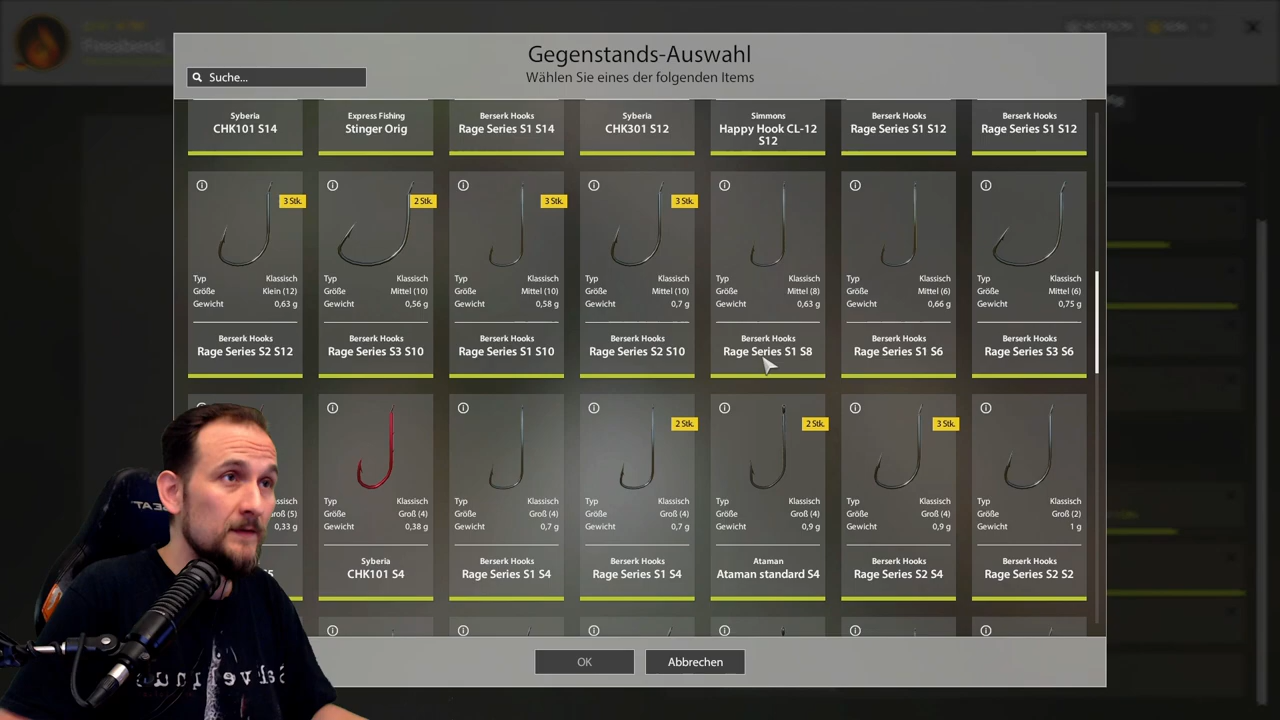 Gegenstands-Auswahl
Wählen Sie eines der folgenden Items
Suche...
Syberia
CHK101 S14
Express Fishing
Stinger Orig
Berserk Hooks
Rage Series S1 S14
Berserk Hooks
CHK301 S12
Simmons
Happy Hook CL-12
S12
Berserk Hooks
Rage Series S1 S12
Berserk Hooks
Rage Series S1 S12
3 Stk.
Typ Klassisch
Größe Klein (12)
Gewicht 0,63 g
Berserk Hooks
Rage Series S2 S12
2 Stk.
Typ Klassisch
Größe Mittel (10)
Gewicht 0,56 g
Berserk Hooks
Rage Series S3 S10
3 Stk.
Typ Klassisch
Größe Mittel (10)
Gewicht 0,58 g
Berserk Hooks
Rage Series S1 S10
3 Stk.
Typ Klassisch
Größe Mittel (10)
Gewicht 0,7 g
Berserk Hooks
Rage Series S2 S10
Typ Klassisch
Größe Mittel (8)
Gewicht 0,63 g
Berserk Hooks
Rage Series S1 S8
Typ Klassisch
Größe Mittel (6)
Gewicht 0,66 g
Berserk Hooks
Rage Series S1 S6
Typ Klassisch
Größe Mittel (6)
Gewicht 0,75 g
Berserk Hooks
Rage Series S3 S6
0,33 g
Typ Klassisch
Größe Groß (4)
Gewicht 0,38 g
Syberia
CHK101 S4
Typ Klassisch
Größe Groß (4)
Gewicht 0,7 g
Berserk Hooks
Rage Series S1 S4
2 Stk.
Typ Klassisch
Größe Groß (4)
Gewicht 0,7 g
Berserk Hooks
Rage Series S1 S4
2 Stk.
Typ Klassisch
Größe Groß (4)
Gewicht 0,9 g
Ataman
Ataman standard S4
3 Stk.
Typ Klassisch
Größe Groß (4)
Gewicht 0,9 g
Berserk Hooks
Rage Series S2 S4
Typ Klassisch
Größe Groß (2)
Gewicht 1 g
Berserk Hooks
Rage Series S2 S2
OK
Abbrechen